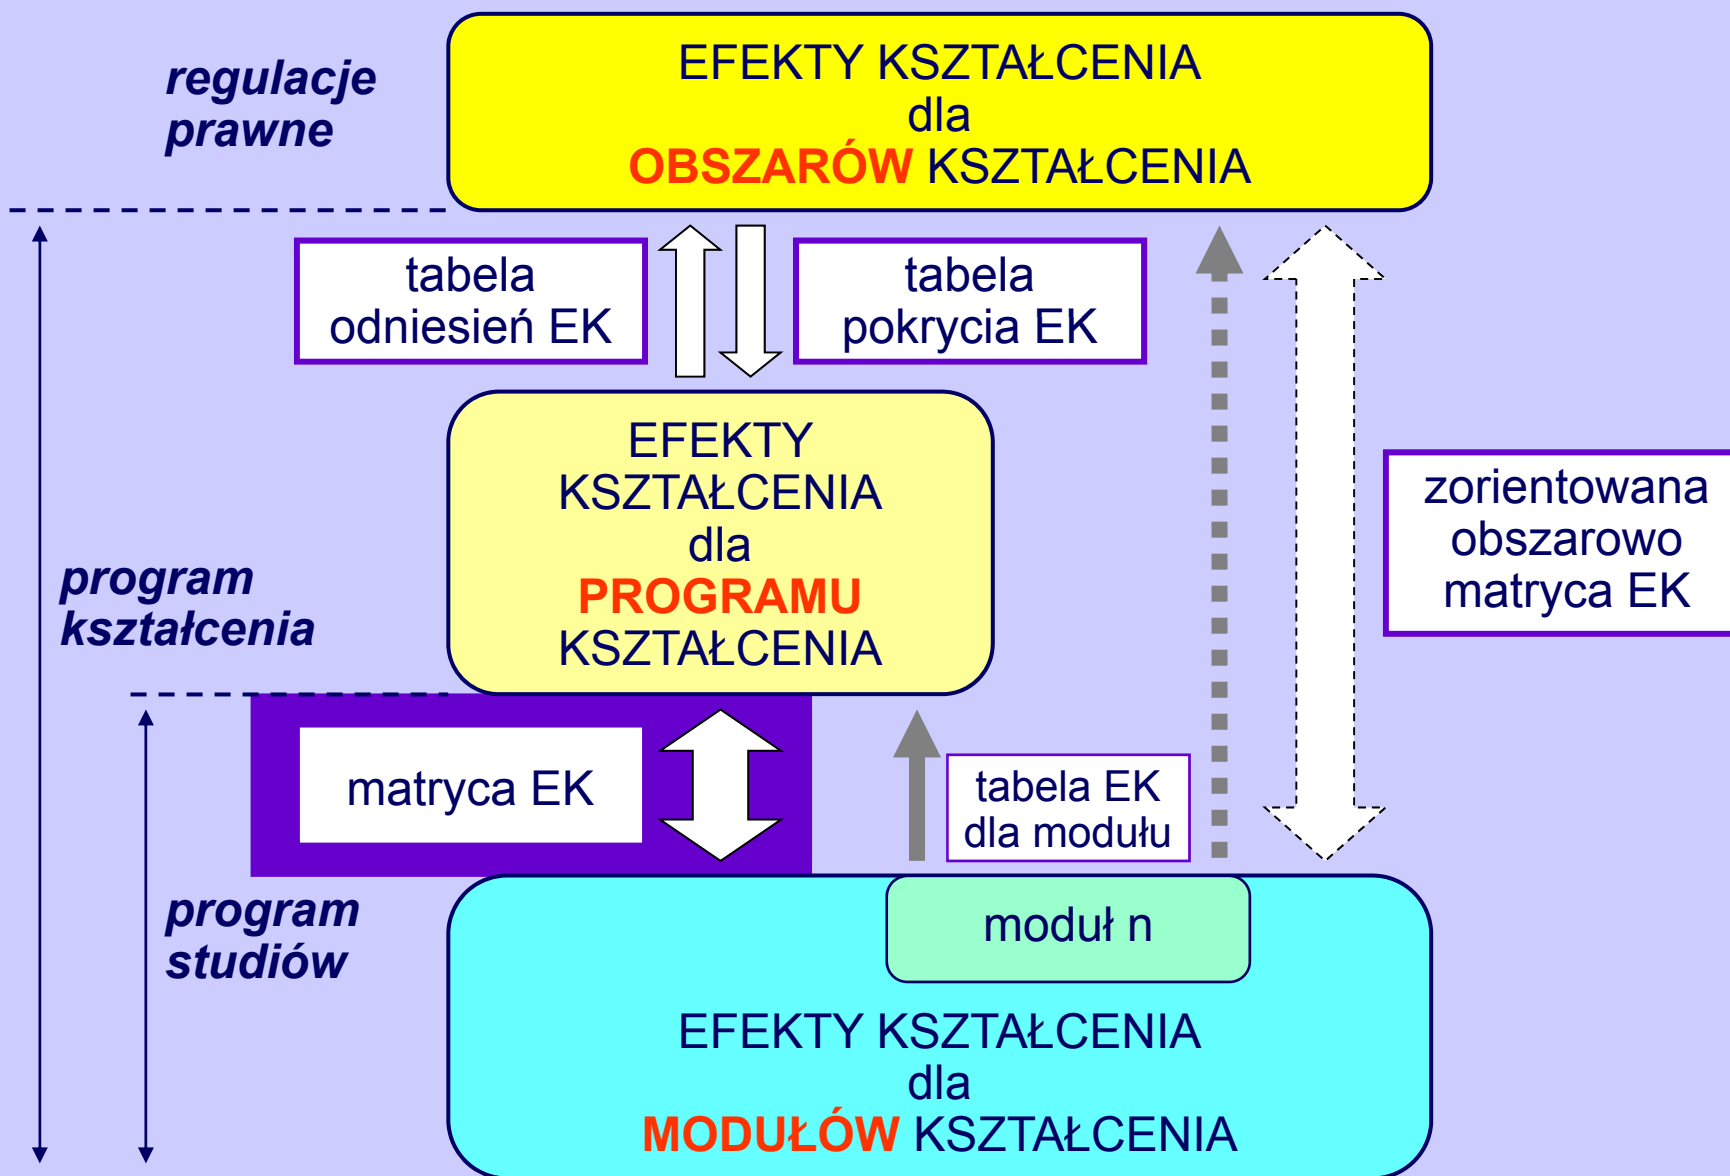 regulacje
prawne
EFEKTY KSZTAŁCENIA
dla
OBSZARÓW KSZTAŁCENIA
tabela
odniesień EK
tabela
pokrycia EK
EFEKTY
KSZTAŁCENIA
dla
PROGRAMU
KSZTAŁCENIA
zorientowana
obszarowo
matryca EK
program
kształcenia
matryca EK
tabela EK
dla modułu
program
studiów
moduł n
EFEKTY KSZTAŁCENIA
dla
MODUŁÓW KSZTAŁCENIA